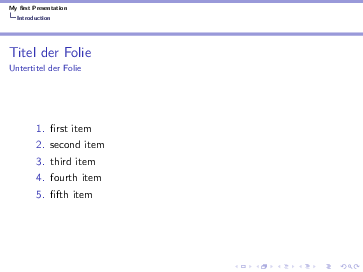 My first Presentation
Introduction
Titel der Folie
Untertitel der Folie
1. first item
2. second item
3. third item
4. fourth item
5. fifth item